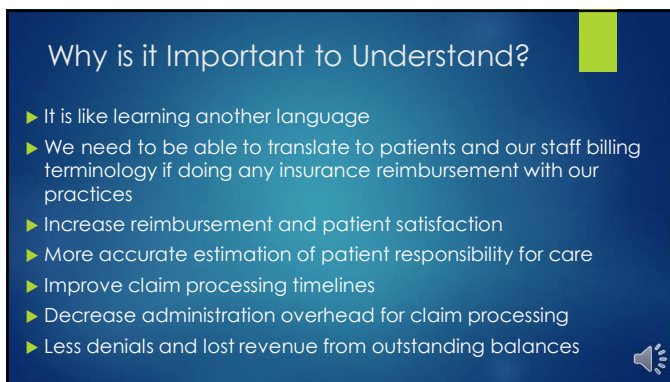 Why is it Important to Understand?
It is like learning another language
We need to be able to translate to patients and our staff billing
terminology if doing any insurance reimbursement with our
practices
Increase reimbursement and patient satisfaction
More accurate estimation of patient responsibility for care
Improve claim processing timelines
Decrease administration overhead for claim processing
Less denials and lost revenue from outstanding balances